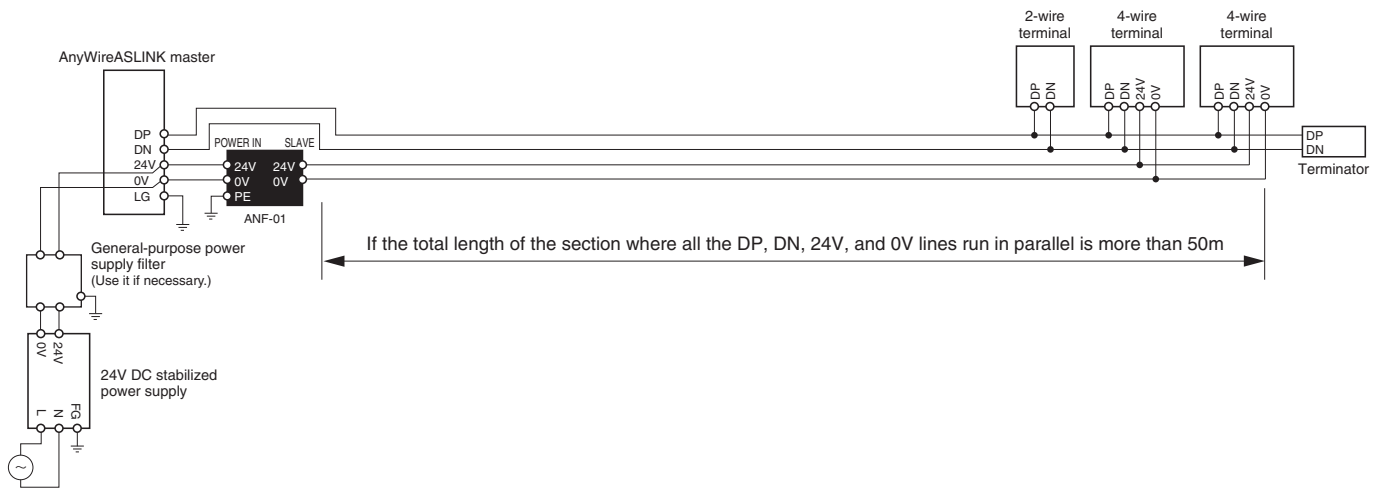 AnyWireASLINK master
DP
DN
24V
0V
LG
POWER IN SLAVE
24V 24V
0V 0V
PE
ANF-01
2-wire
terminal
DP
DN
4-wire
terminal
DP
DN
24V
0V
4-wire
terminal
DP
DN
24V
0V
DP
DN
Terminator
If the total length of the section where all the DP, DN, 24V, and 0V lines run in parallel is more than 50m
General-purpose power
supply filter
(Use it if necessary.)
0V
24V
24V DC stabilized
power supply
L
N
FG